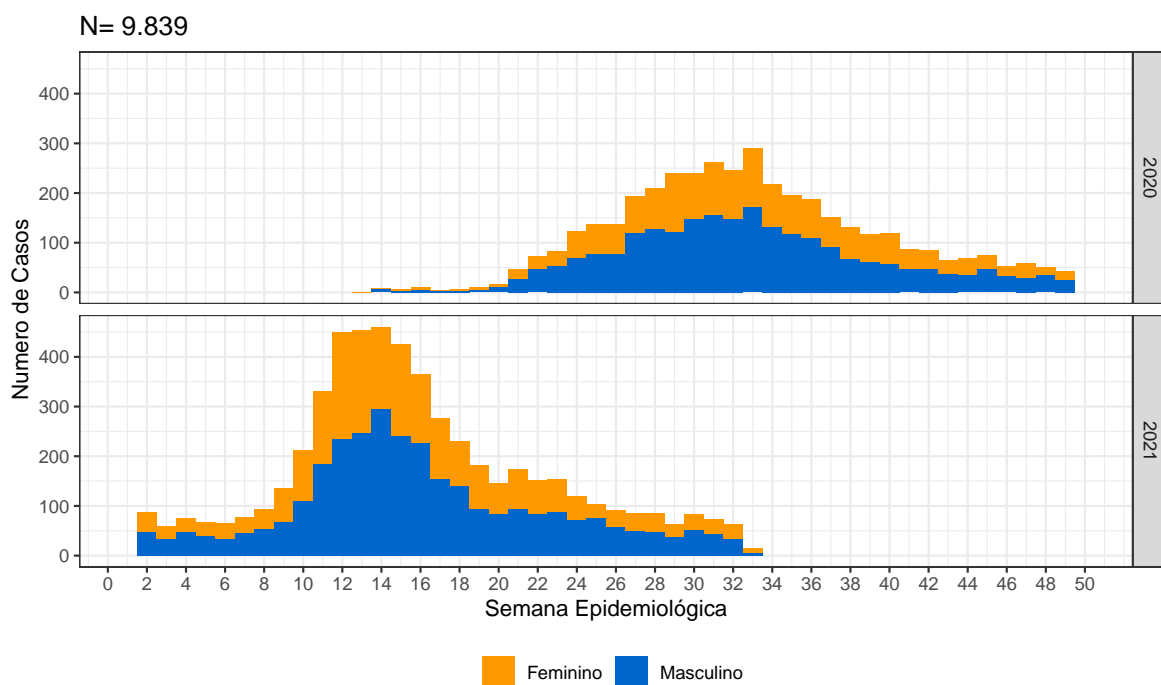 N= 9.839
Numero de Casos
400
300
200
100
0
2020
400
300
200
100
0
2021
0 2 4 6 8 10 12 14 16 18 20 22 24 26 28 30 32 34 36 38 40 42 44 46 48 50
Semana Epidemiológica
Feminino Masculino